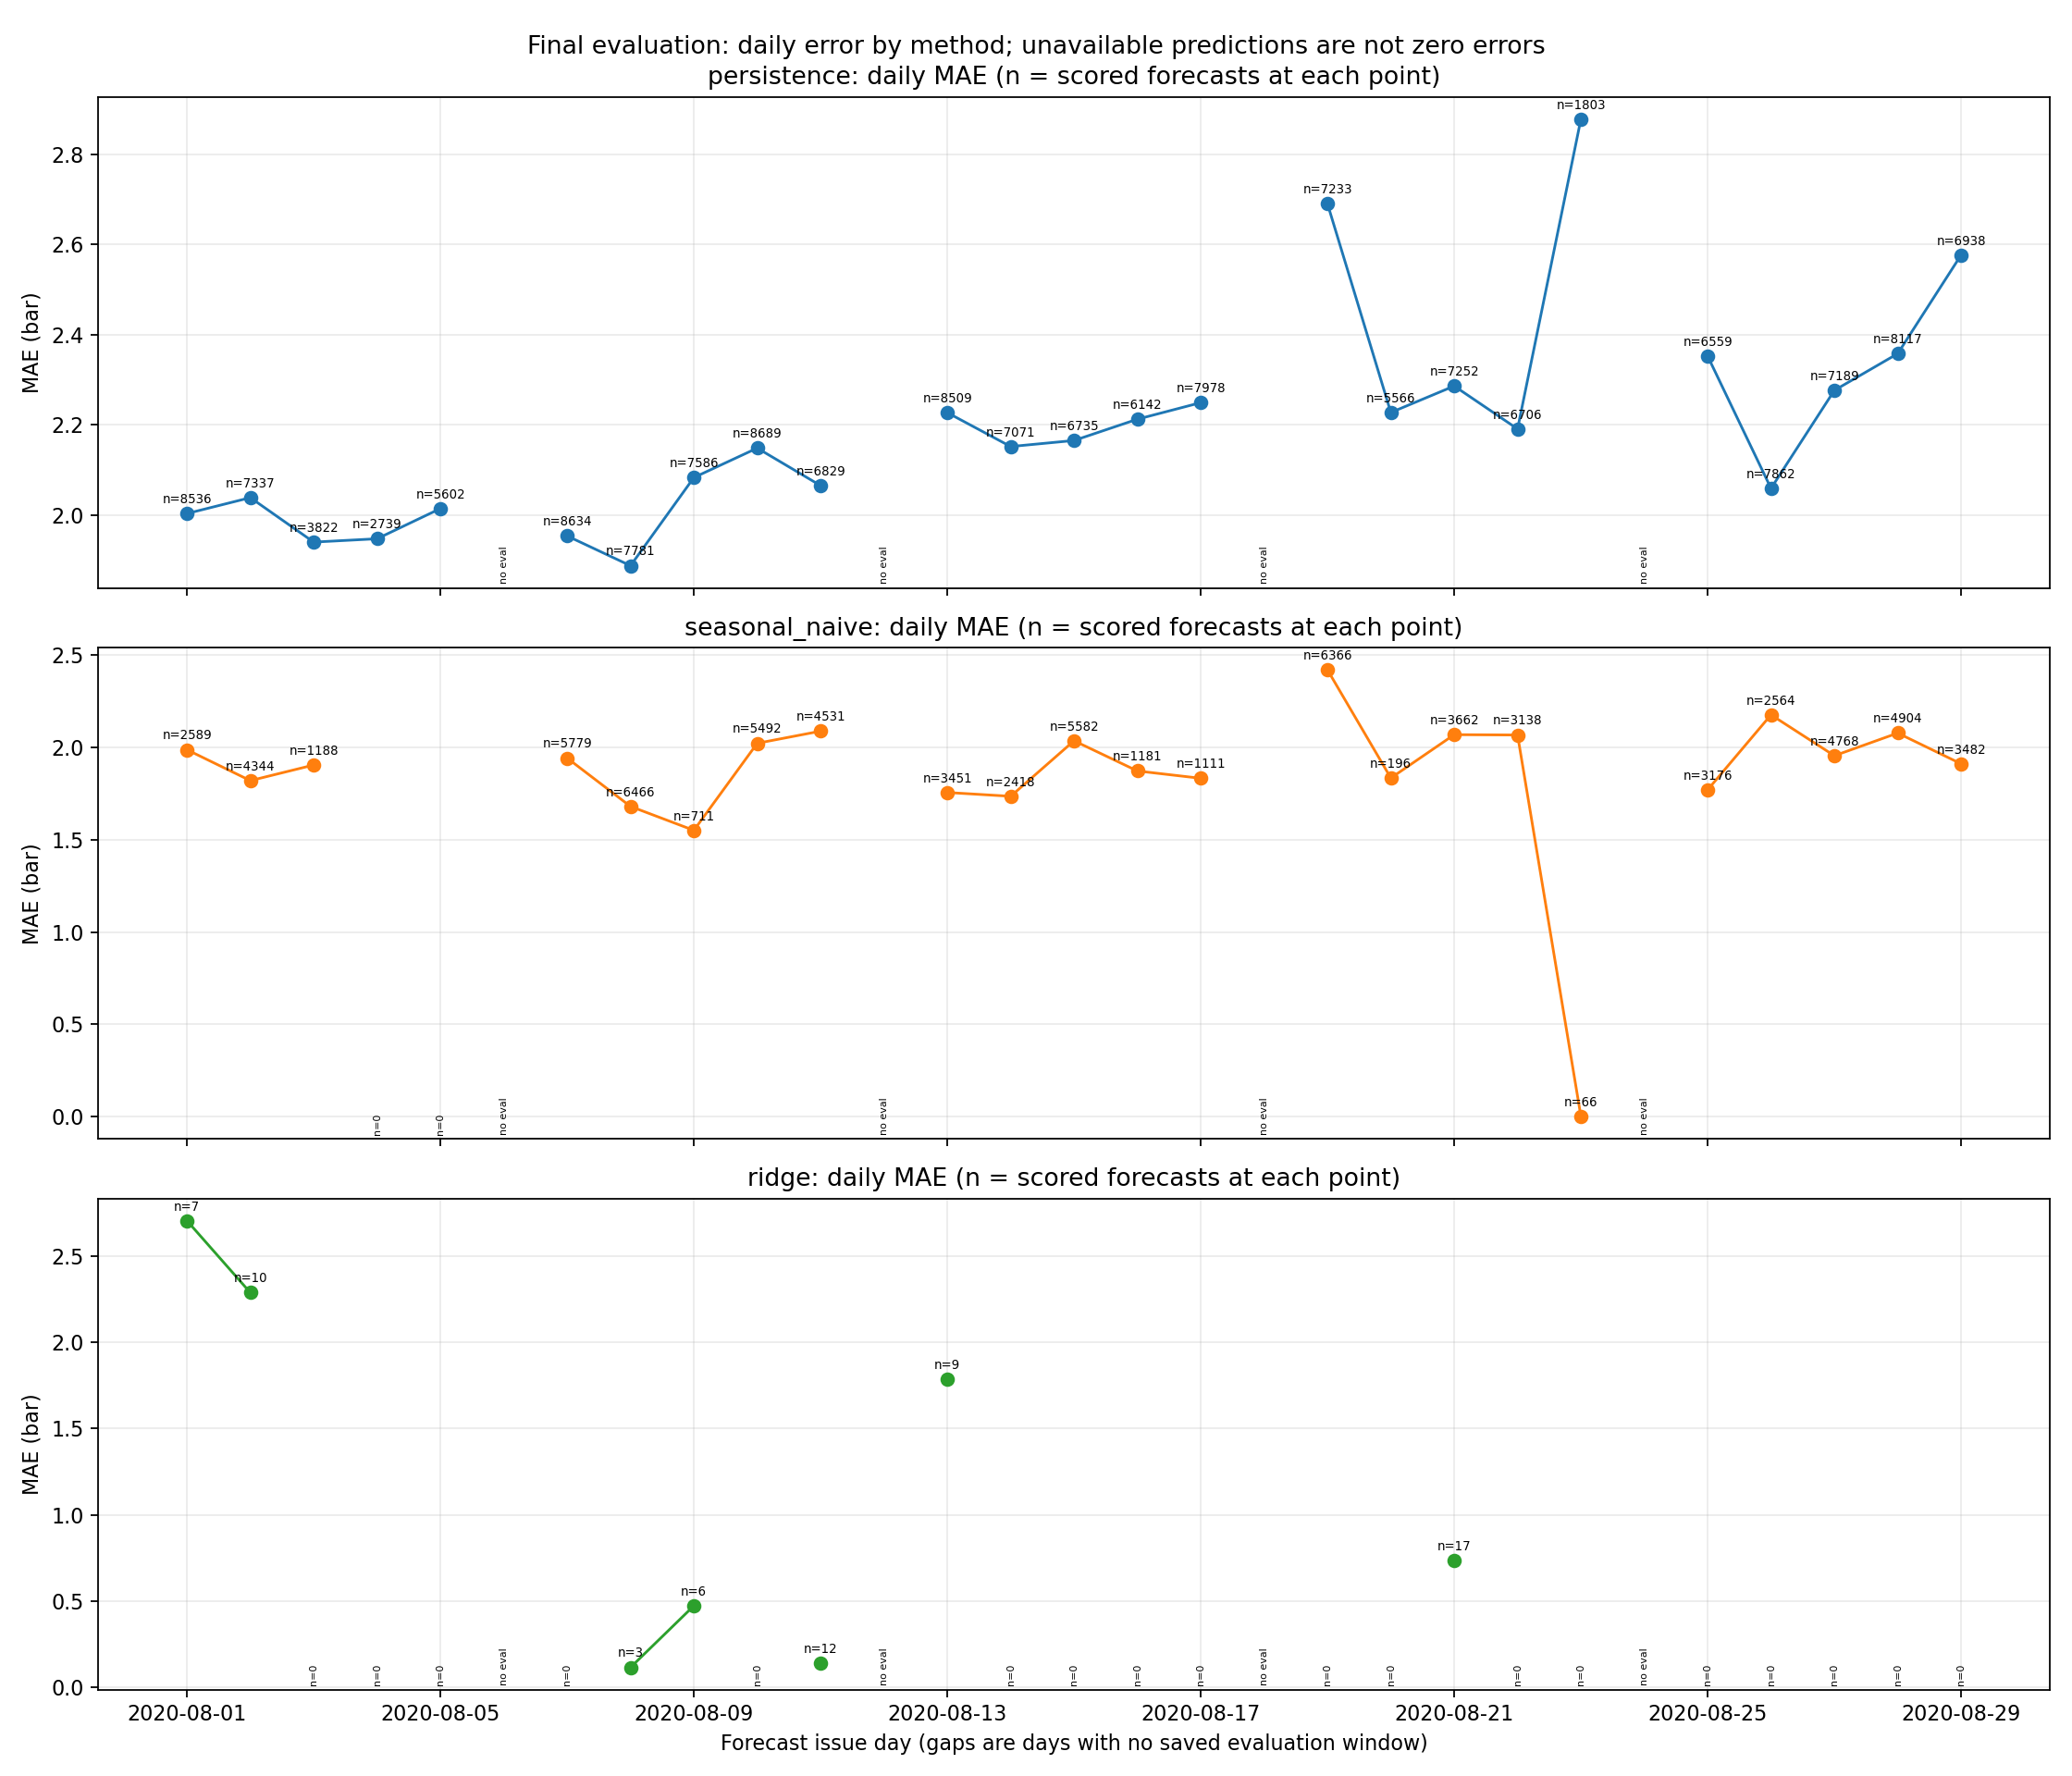 Final evaluation: daily error by method; unavailable predictions are not zero errors
persistence: daily MAE (n = scored forecasts at each point)
MAE (bar)
2.8
2.6
2.4
2.2
2.0
n=8536
n=7337
n=3822
n=2739
n=5602
no eval
n=8634
n=7781
n=7586
n=8689
n=6829
no eval
n=8509
n=7071
n=6735
n=6142
n=7978
no eval
n=7233
n=5566
n=7252
n=6706
n=1803
no eval
n=6559
n=7862
n=7189
n=8117
n=6938
seasonal_naive: daily MAE (n = scored forecasts at each point)
MAE (bar)
2.5
2.0
1.5
1.0
0.5
0.0
n=2589
n=4344
n=1188
n=0
n=0
no eval
n=5779
n=6466
n=711
n=5492
n=4531
no eval
n=3451
n=2418
n=5582
n=1181
n=1111
no eval
n=6366
n=196
n=3662
n=3138
n=66
no eval
n=3176
n=2564
n=4768
n=4904
n=3482
ridge: daily MAE (n = scored forecasts at each point)
MAE (bar)
2.5
2.0
1.5
1.0
0.5
0.0
n=7
n=10
n=0
n=0
n=0
no eval
n=0
n=3
n=6
n=0
n=12
no eval
n=9
n=0
n=0
n=0
n=0
no eval
n=0
n=0
n=17
n=0
n=0
no eval
n=0
n=0
n=0
n=0
n=0
2020-08-01
2020-08-05
2020-08-09
2020-08-13
2020-08-17
2020-08-21
2020-08-25
2020-08-29
Forecast issue day (gaps are days with no saved evaluation window)